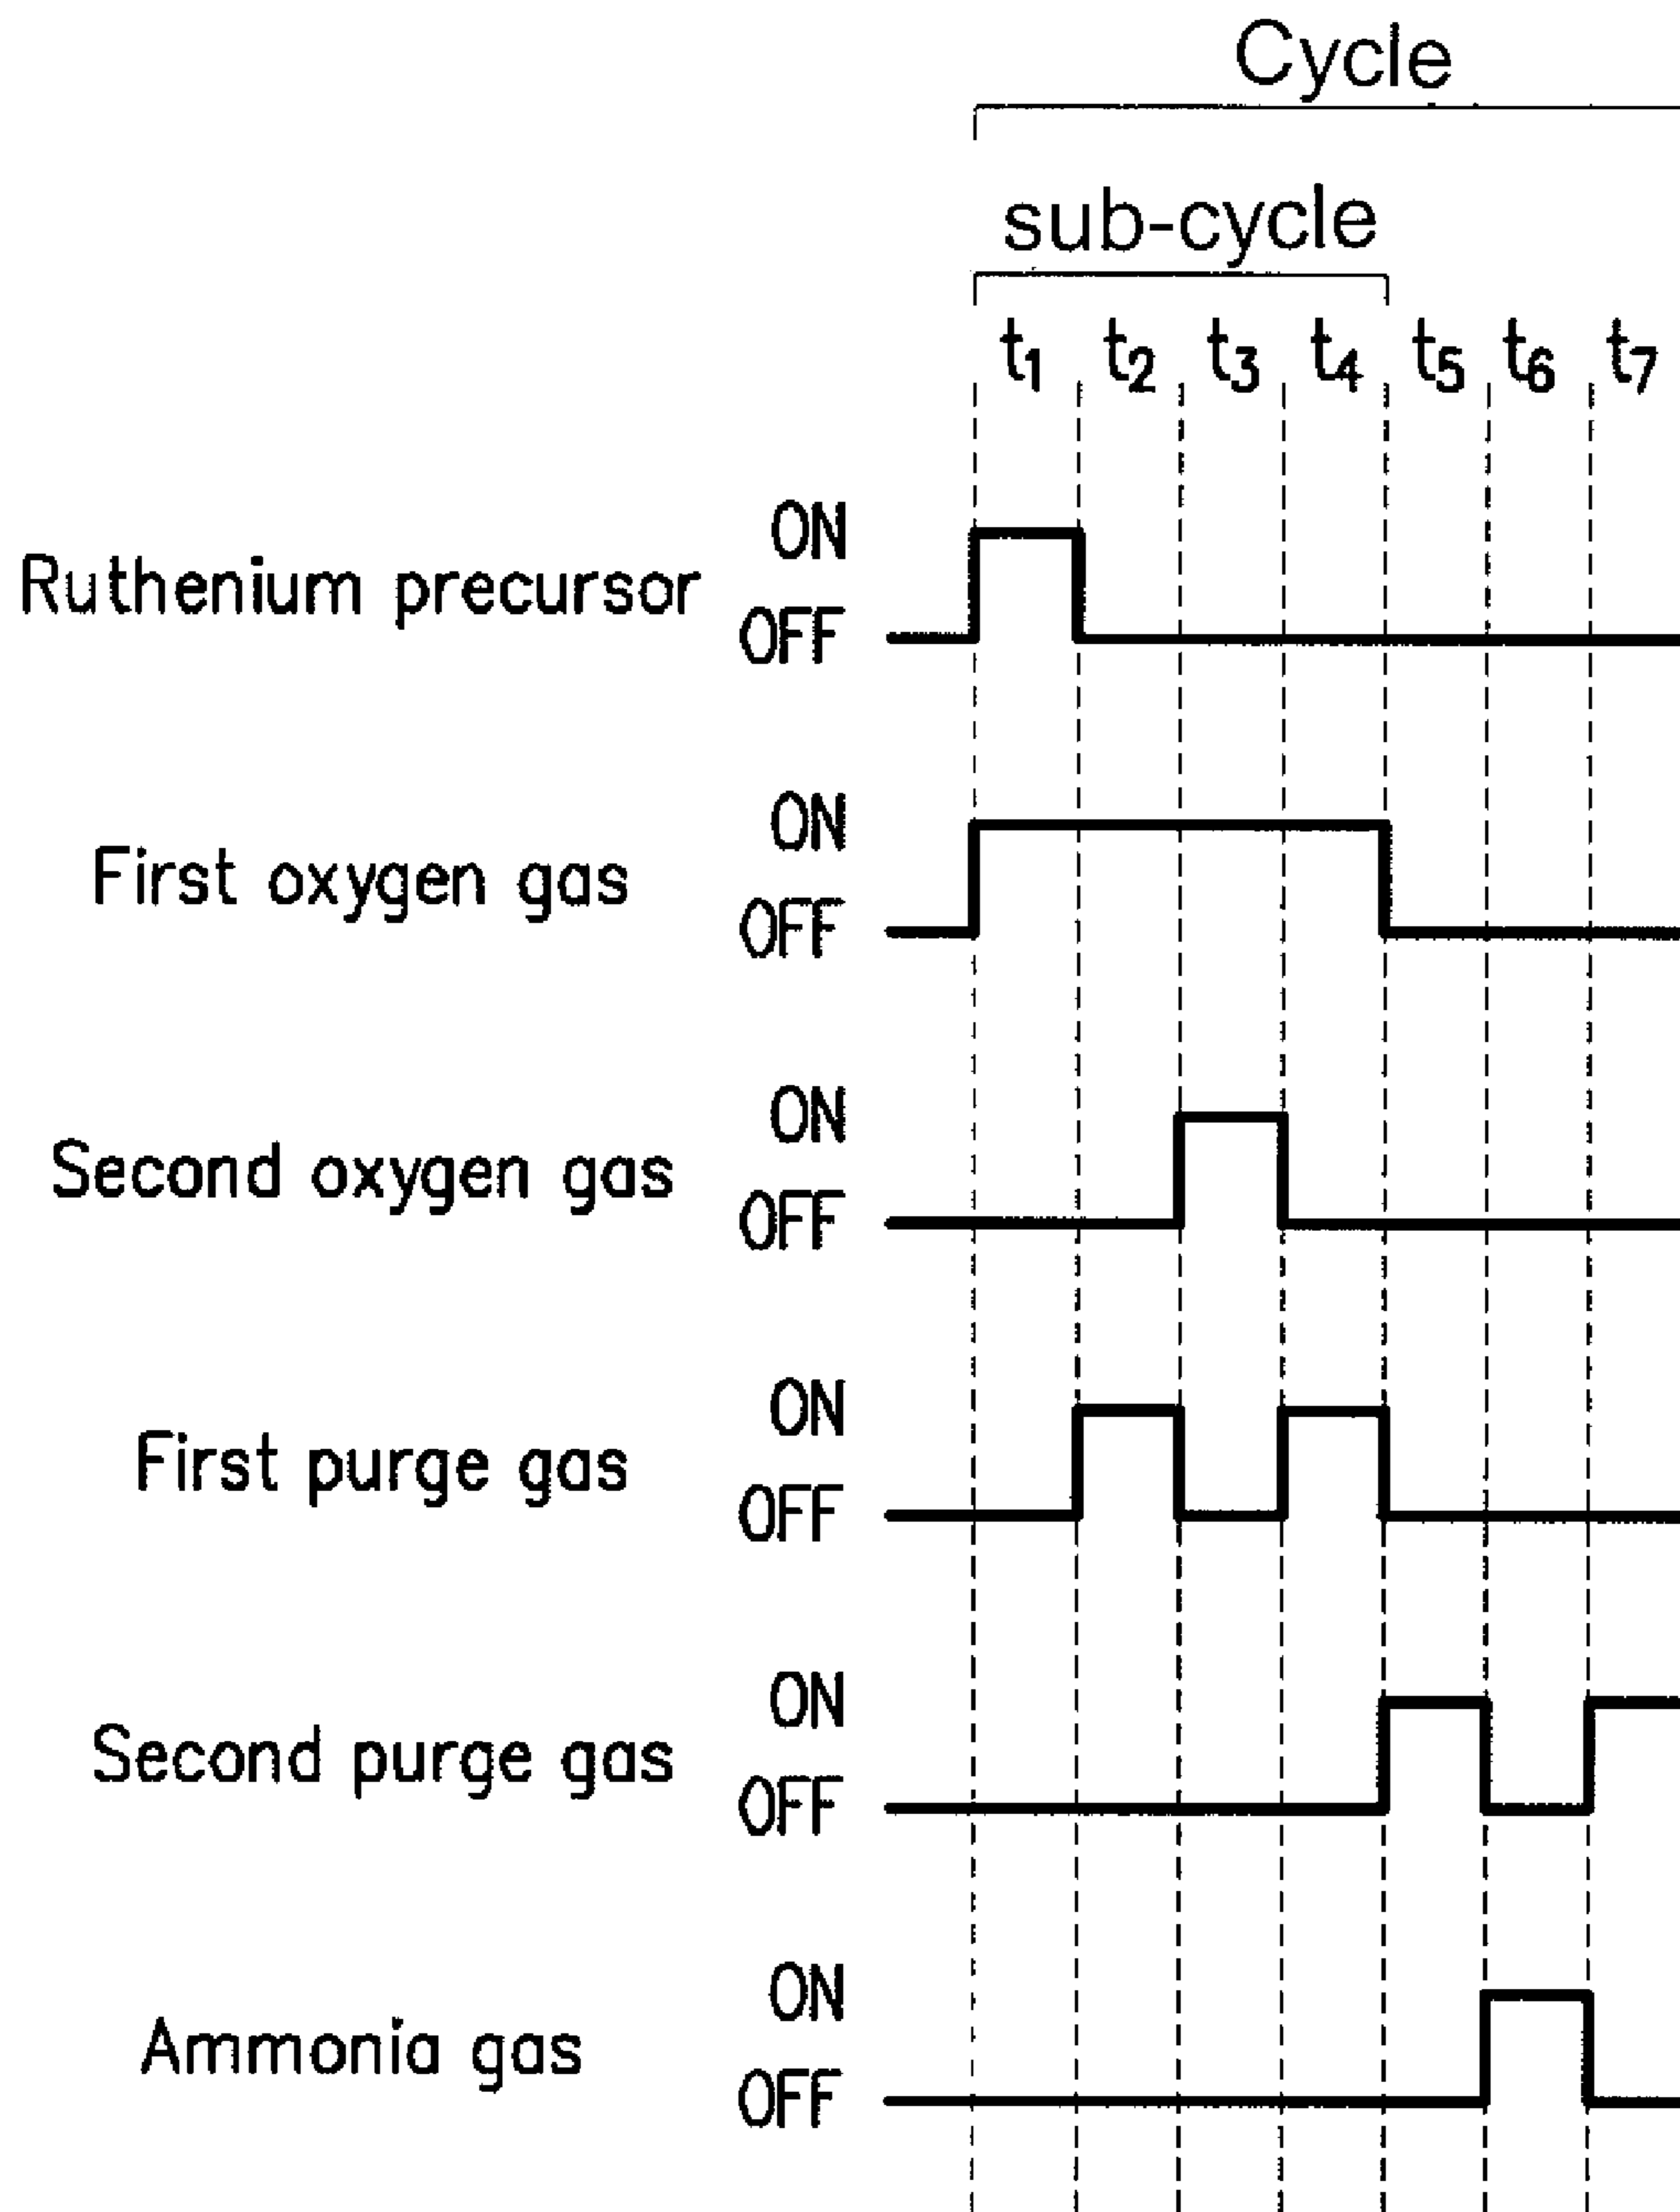 Cycle
sub-cycle
t1 t2 t3 t4 t5 t6 t7
ON
Ruthenium precursor
OFF
ON
First oxygen gas
OFF
ON
Second oxygen gas
OFF
ON
First purge gas
OFF
ON
Second purge gas
OFF
ON
Ammonia gas
OFF